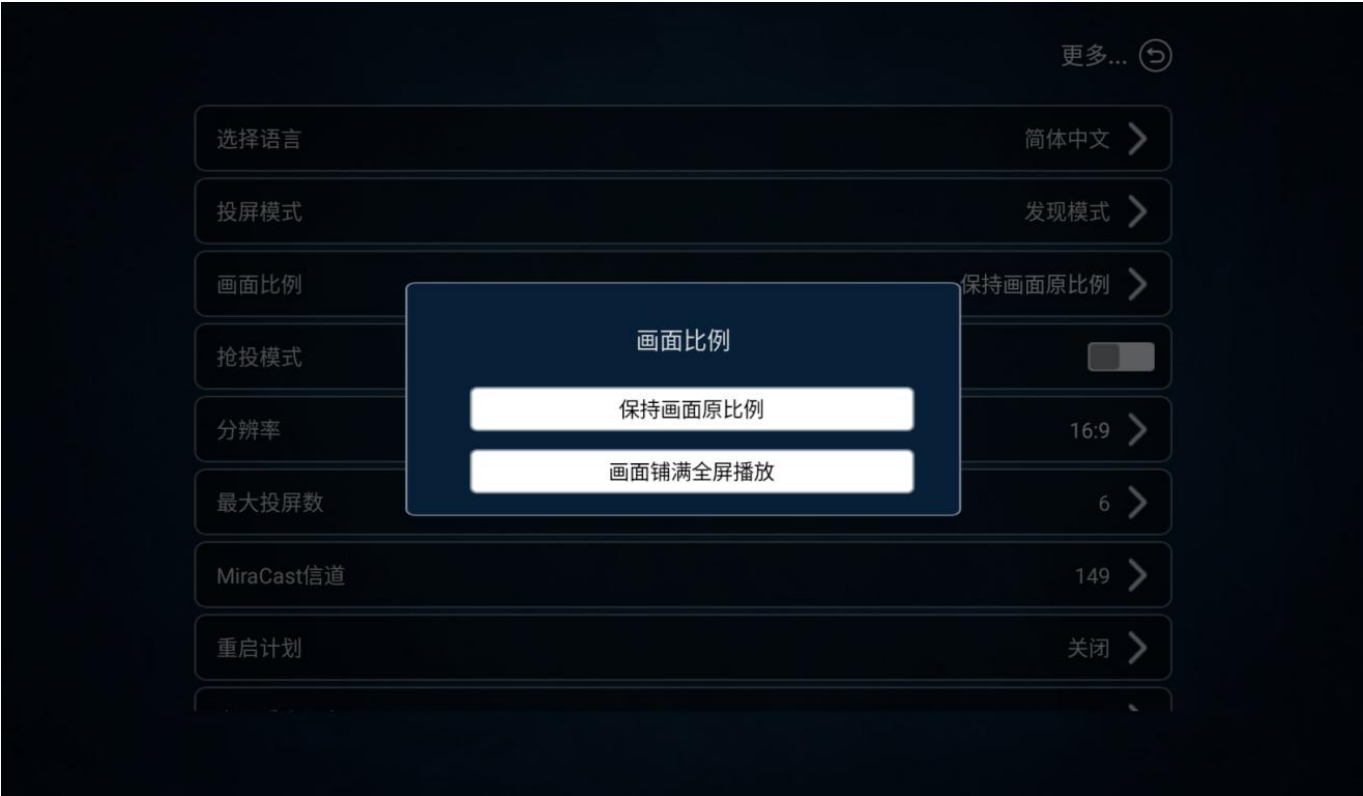 更多...
选择语言 简体中文
投屏模式 发现模式
画面比例 保持画面原比例
抢投模式
分辨率 16:9
最大投屏数 6
MiraCast信道 149
重启计划 关闭
画面比例
保持画面原比例
画面铺满全屏播放